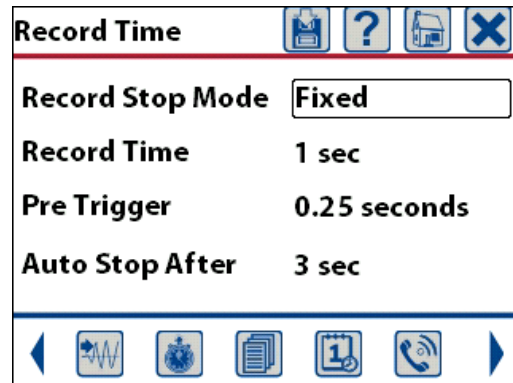 Record Time
?
Record Stop Mode Fixed
Record Time 1 sec
Pre Trigger 0.25 seconds
Auto Stop After 3 sec
1